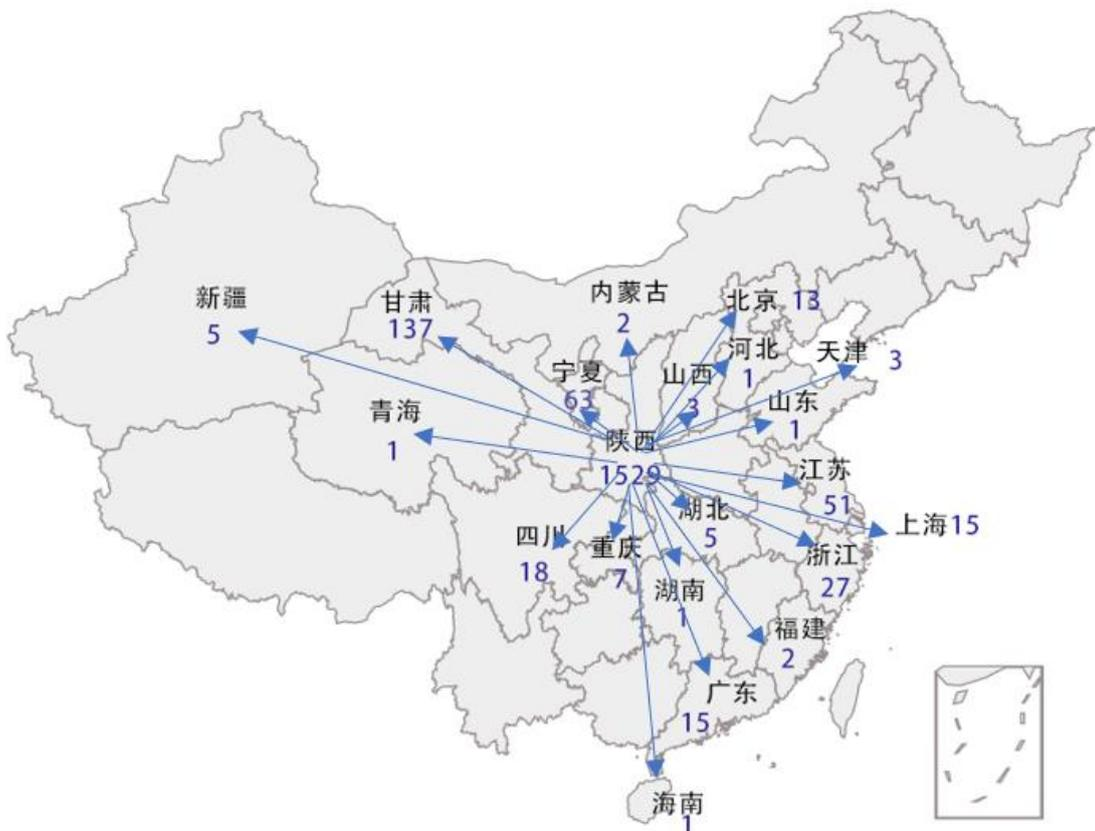 新疆
5
甘肃
137
内蒙古
2
北京 13
河北
1
天津 3
宁夏
63
山西
3
山东
1
青海
1
陕西
1529
江苏
51
上海15
湖北
5
浙江
27
四川
18
重庆
7
湖南
1
福建
2
广东
15
海南
1